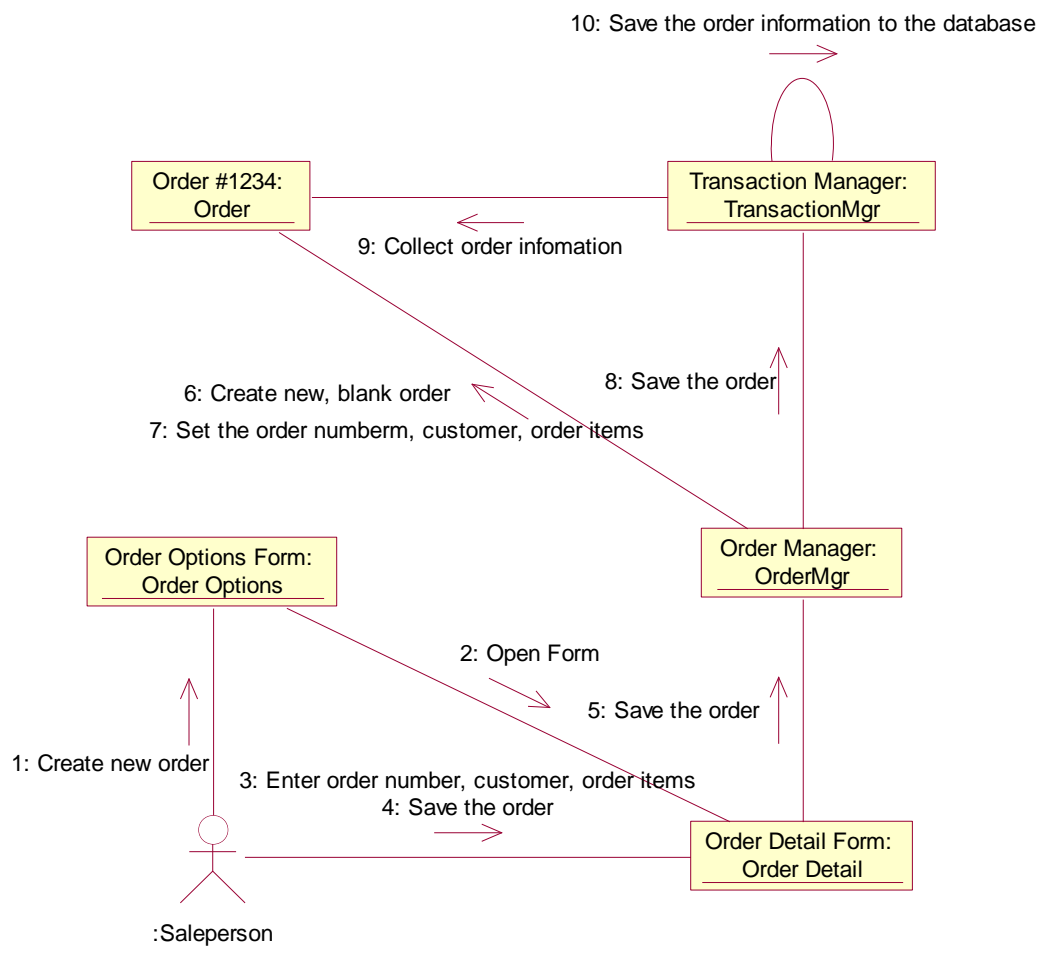 10: Save the order information to the database
Order #1234:
Order
Transaction Manager:
TransactionMgr
9: Collect order infomation
6: Create new, blank order
8: Save the order
7: Set the order numberm, customer, order items
Order Options Form:
Order Options
Order Manager:
OrderMgr
2: Open Form
5: Save the order
1: Create new order
3: Enter order number, customer, order items
4: Save the order
Order Detail Form:
Order Detail
:Saleperson